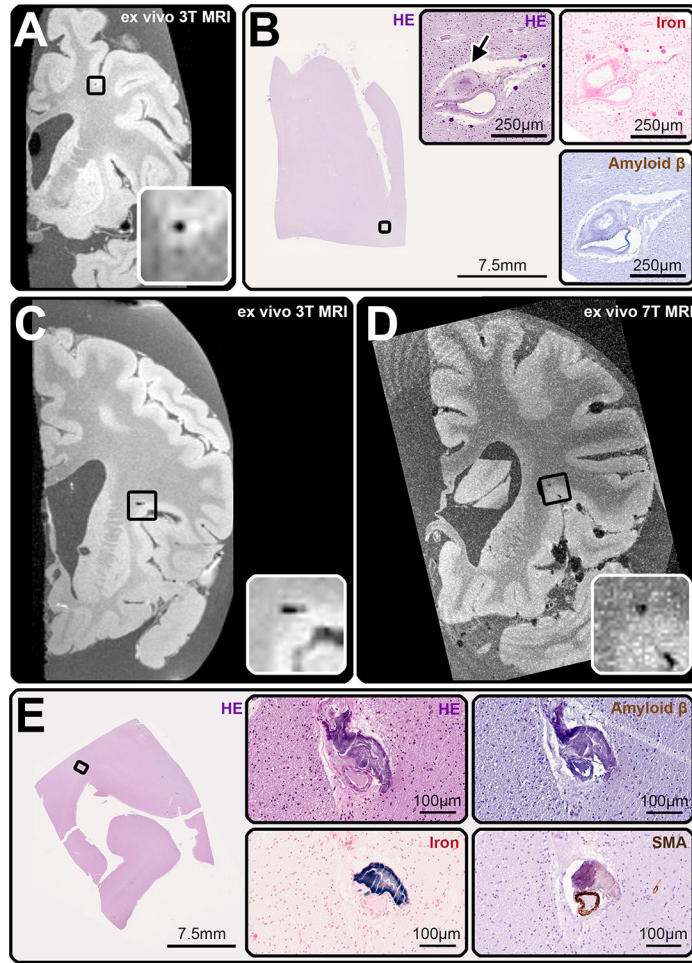 A
ex vivo 3T MRI
B
HE
HE
250µm
Iron
250µm
Amyloid β
250µm
7.5mm
C
ex vivo 3T MRI
D
ex vivo 7T MRI
E
HE
7.5mm
HE
100µm
Amyloid β
100µm
Iron
100µm
SMA
100µm